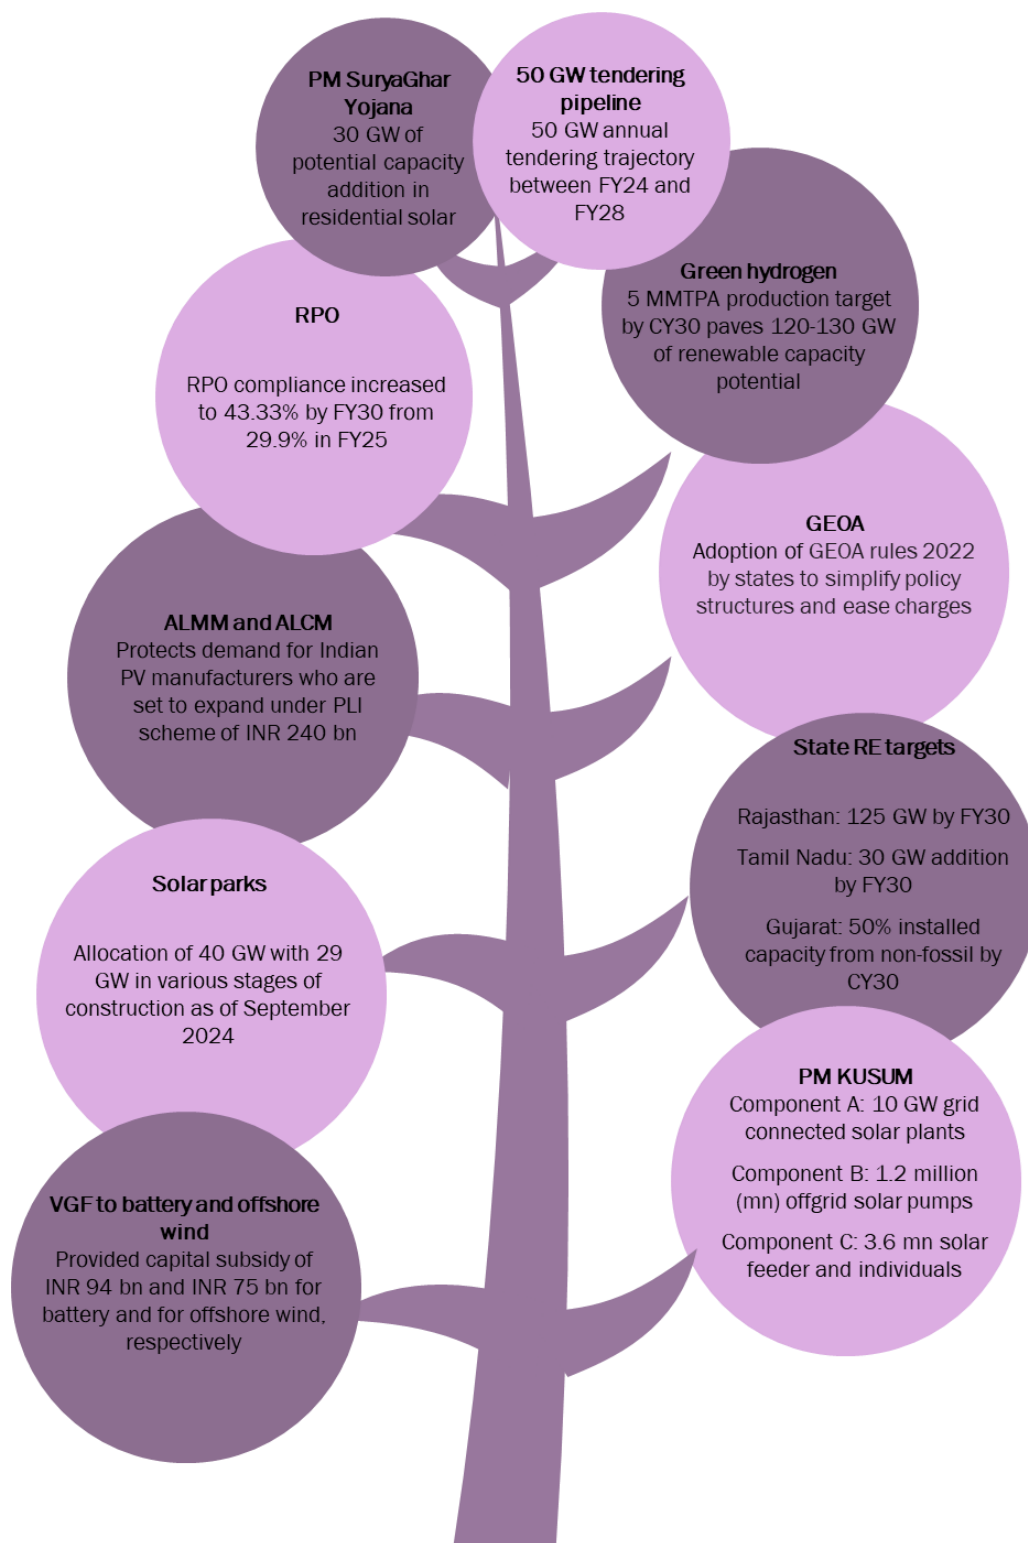 PM SuryaGhar
Yojana
30 GW of
potential capacity
addition in
residential solar
50 GW tendering
pipeline
50 GW annual
tendering trajectory
between FY24 and
FY28
Green hydrogen
5 MMTPA production target
by CY30 paves 120-130 GW
of renewable capacity
potential
RPO
RPO compliance increased
to 43.33% by FY30 from
29.9% in FY25
GEOA
Adoption of GEOA rules 2022
by states to simplify policy
structures and ease charges
ALMM and ALCM
Protects demand for Indian
PV manufacturers who are
set to expand under PLI
scheme of INR 240 bn
State RE targets
Rajasthan: 125 GW by FY30
Tamil Nadu: 30 GW addition
by FY30
Gujarat: 50% installed
capacity from non-fossil by
CY30
Solar parks
Allocation of 40 GW with 29
GW in various stages of
construction as of September
2024
PM KUSUM
Component A: 10 GW grid
connected solar plants
Component B: 1.2 million
(mn) offgrid solar pumps
Component C: 3.6 mn solar
feeder and individuals
VGF to battery and offshore
wind
Provided capital subsidy of
INR 94 bn and INR 75 bn for
battery and for offshore wind,
respectively